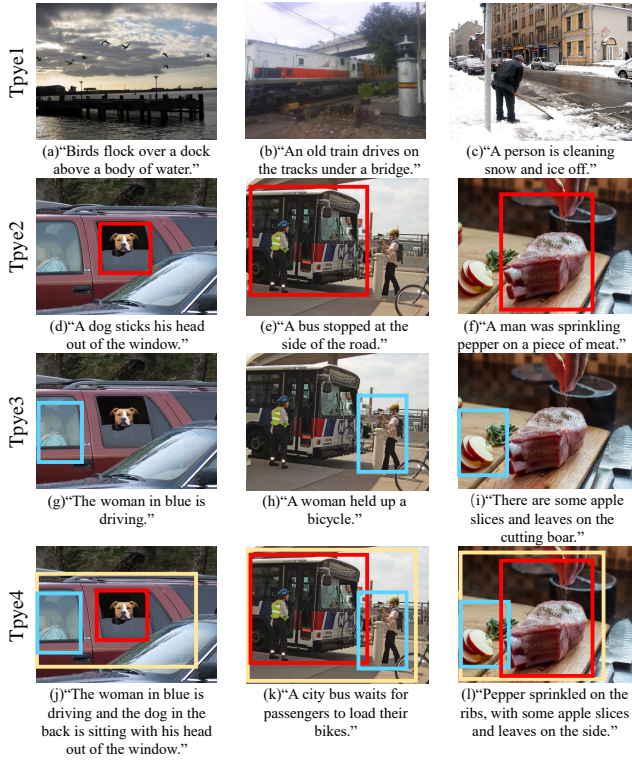 Tpye1
(a)“Birds flock over a dock
above a body of water.”
(b)“An old train drives on
the tracks under a bridge.”
(c)“A person is cleaning
snow and ice off.”
Tpye2
(d)“A dog sticks his head
out of the window.”
(e)“A bus stopped at the
side of the road.”
(f)“A man was sprinkling
pepper on a piece of meat.”
Tpye3
(g)“The woman in blue is
driving.”
(h)“A woman held up a
bicycle.”
(i)“There are some apple
slices and leaves on the
cutting boar.”
Tpye4
(j)“The woman in blue is
driving and the dog in the
back is sitting with his head
out of the window.”
(k)“A city bus waits for
passengers to load their
bikes.”
(l)“Pepper sprinkled on the
ribs, with some apple slices
and leaves on the side.”